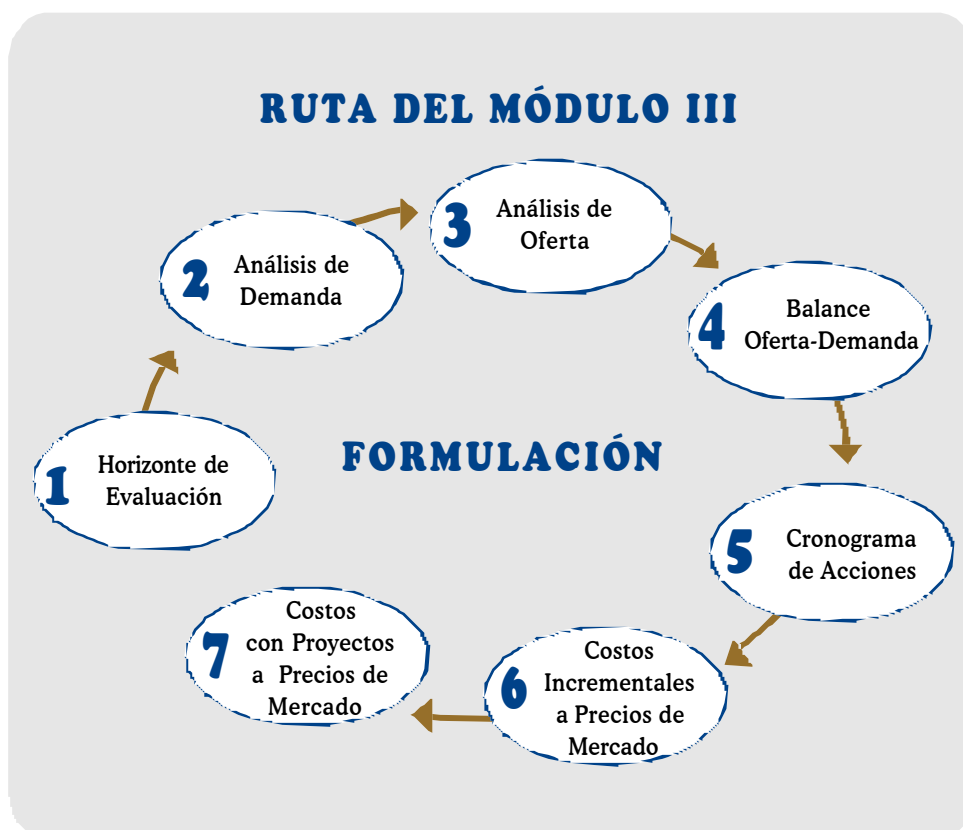 RUTA DEL MÓDULO III
1
Horizonte de
Evaluación
2
Análisis de
Demanda
3
Análisis de
Oferta
4
Balance
Oferta-Demanda
FORMULACIÓN
5
Cronograma
de Acciones
6
Costos
Incrementales
a Precios de
Mercado
7
Costos
con Proyectos
a Precios de
Mercado